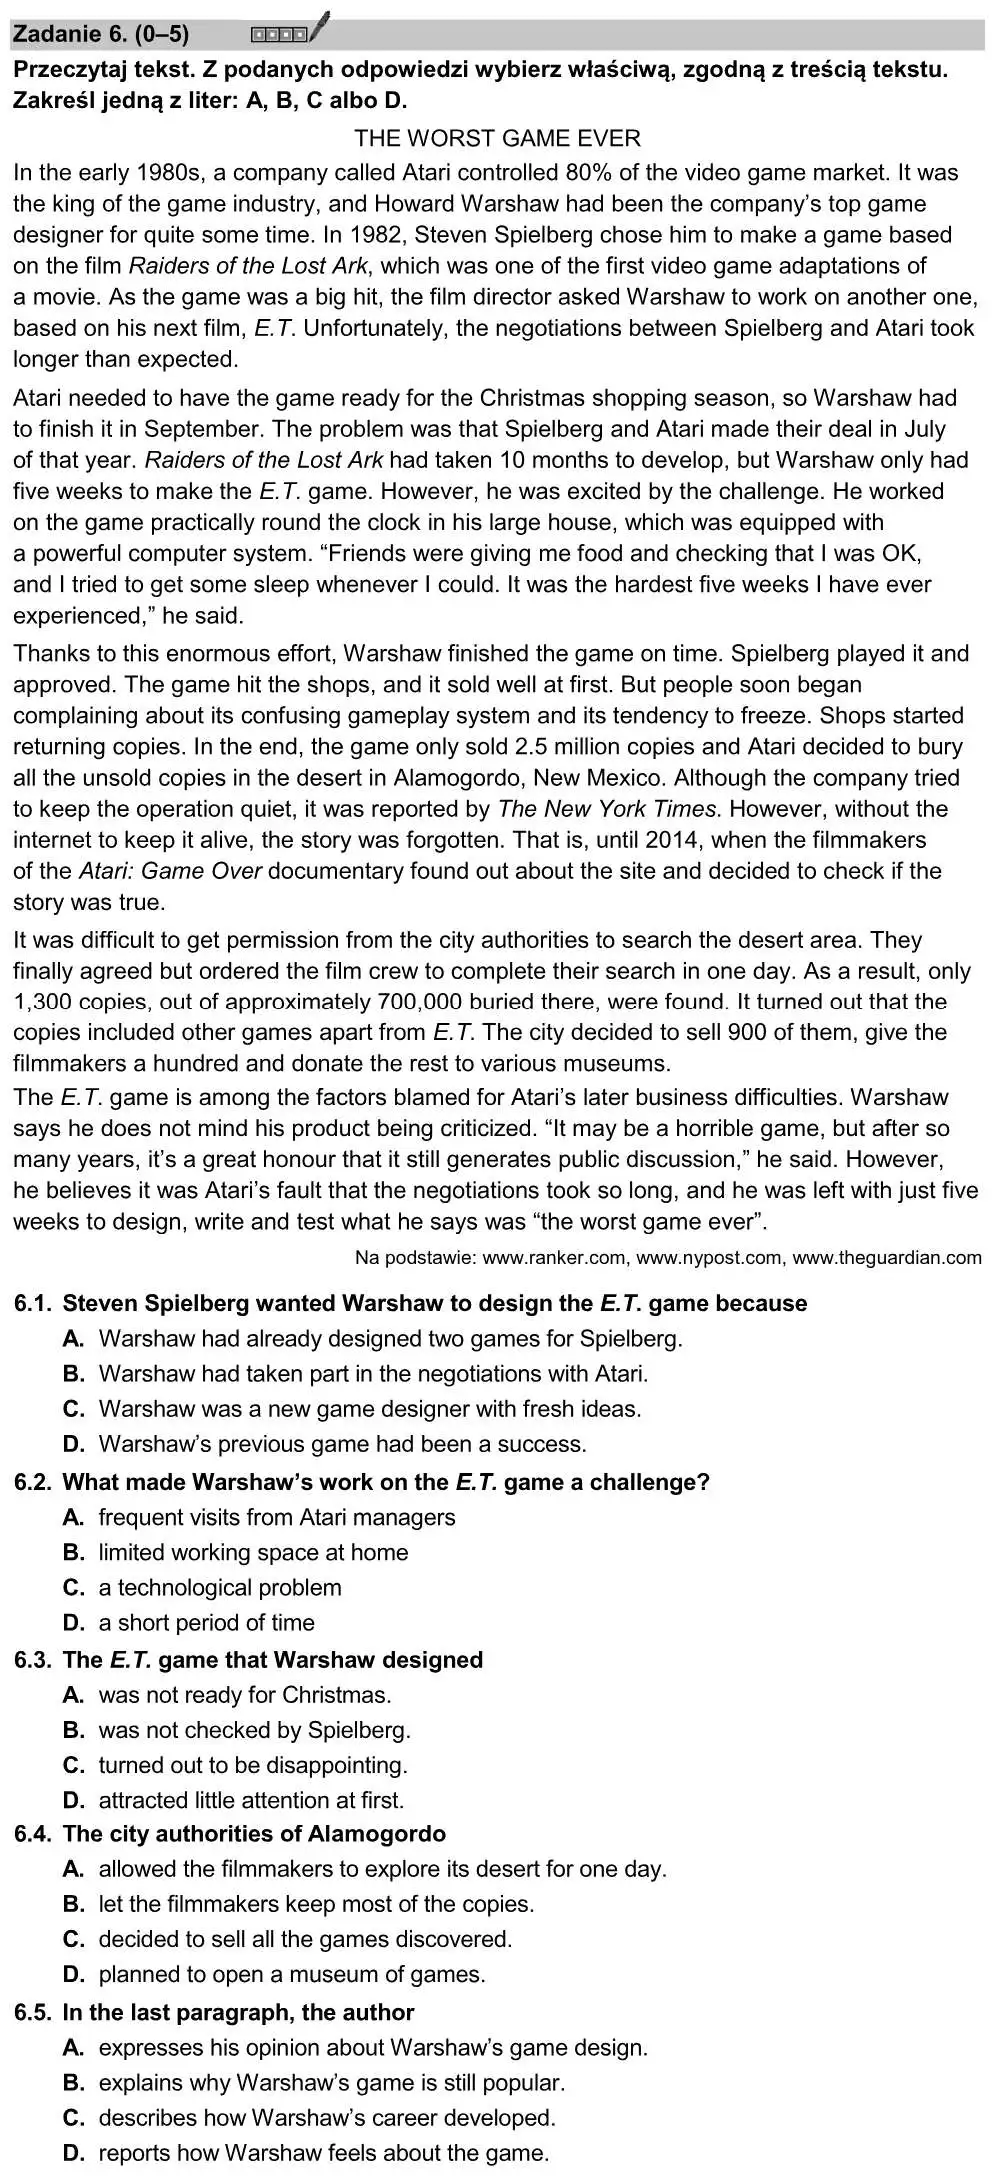 Zadanie 6. (0–5)
Przeczytaj tekst. Z podanych odpowiedzi wybierz właściwą, zgodną z treścią tekstu.
Zakreśl jedną z liter: A, B, C albo D.
THE WORST GAME EVER
In the early 1980s, a company called Atari controlled 80% of the video game market. It was
the king of the game industry, and Howard Warshaw had been the company’s top game
designer for quite some time. In 1982, Steven Spielberg chose him to make a game based
on the film Raiders of the Lost Ark, which was one of the first video game adaptations of
a movie. As the game was a big hit, the film director asked Warshaw to work on another one,
based on his next film, E.T. Unfortunately, the negotiations between Spielberg and Atari took
longer than expected.
Atari needed to have the game ready for the Christmas shopping season, so Warshaw had
to finish it in September. The problem was that Spielberg and Atari made their deal in July
of that year. Raiders of the Lost Ark had taken 10 months to develop, but Warshaw only had
five weeks to make the E.T. game. However, he was excited by the challenge. He worked
on the game practically round the clock in his large house, which was equipped with
a powerful computer system. “Friends were giving me food and checking that I was OK,
and I tried to get some sleep whenever I could. It was the hardest five weeks I have ever
experienced,” he said.
Thanks to this enormous effort, Warshaw finished the game on time. Spielberg played it and
approved. The game hit the shops, and it sold well at first. But people soon began
complaining about its confusing gameplay system and its tendency to freeze. Shops started
returning copies. In the end, the game only sold 2.5 million copies and Atari decided to bury
all the unsold copies in the desert in Alamogordo, New Mexico. Although the company tried
to keep the operation quiet, it was reported by The New York Times. However, without the
internet to keep it alive, the story was forgotten. That is, until 2014, when the filmmakers
of the Atari: Game Over documentary found out about the site and decided to check if the
story was true.
It was difficult to get permission from the city authorities to search the desert area. They
finally agreed but ordered the film crew to complete their search in one day. As a result, only
1,300 copies, out of approximately 700,000 buried there, were found. It turned out that the
copies included other games apart from E.T. The city decided to sell 900 of them, give the
filmmakers a hundred and donate the rest to various museums.
The E.T. game is among the factors blamed for Atari’s later business difficulties. Warshaw
says he does not mind his product being criticized. “It may be a horrible game, but after so
many years, it’s a great honour that it still generates public discussion,” he said. However,
he believes it was Atari’s fault that the negotiations took so long, and he was left with just five
weeks to design, write and test what he says was “the worst game ever”.
Na podstawie: www.ranker.com, www.nypost.com, www.theguardian.com
6.1. Steven Spielberg wanted Warshaw to design the E.T. game because
A. Warshaw had already designed two games for Spielberg.
B. Warshaw had taken part in the negotiations with Atari.
C. Warshaw was a new game designer with fresh ideas.
D. Warshaw’s previous game had been a success.
6.2. What made Warshaw’s work on the E.T. game a challenge?
A. frequent visits from Atari managers
B. limited working space at home
C. a technological problem
D. a short period of time
6.3. The E.T. game that Warshaw designed
A. was not ready for Christmas.
B. was not checked by Spielberg.
C. turned out to be disappointing.
D. attracted little attention at first.
6.4. The city authorities of Alamogordo
A. allowed the filmmakers to explore its desert for one day.
B. let the filmmakers keep most of the copies.
C. decided to sell all the games discovered.
D. planned to open a museum of games.
6.5. In the last paragraph, the author
A. expresses his opinion about Warshaw’s game design.
B. explains why Warshaw’s game is still popular.
C. describes how Warshaw’s career developed.
D. reports how Warshaw feels about the game.